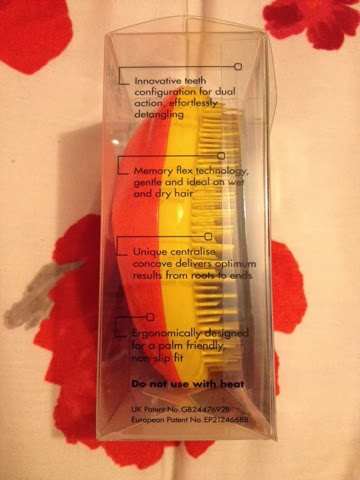 Innovative teeth
configuration for dual
action, effortlessly
detangling
Memory flex technology,
gentle and ideal on wet
and dry hair
Unique centralise
concave delivers optimum
results from roots to ends
Ergonomically designed
for a palm friendly,
non-slip fit
Do not use with heat
UK Patent No. GB2447692B
European Patent No. EP2124668B